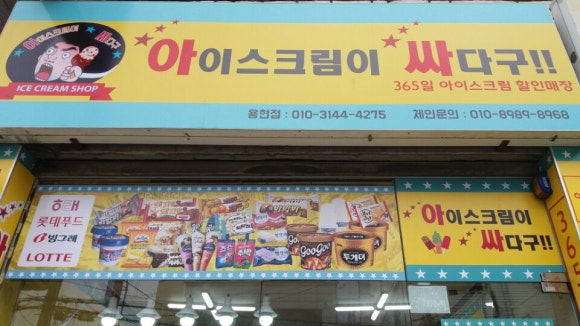 아이스크림이 싸다구
ICE CREAM SHOP
아이스크림이 싸다구!!
365일 아이스크림 할인매장
용현점 : 010-3144-4275 체인문의 : 010-8989-8968
해태
롯데푸드
빙그레
LOTTE
GooGoo
투게더
아이스크림이
싸다구!!
365